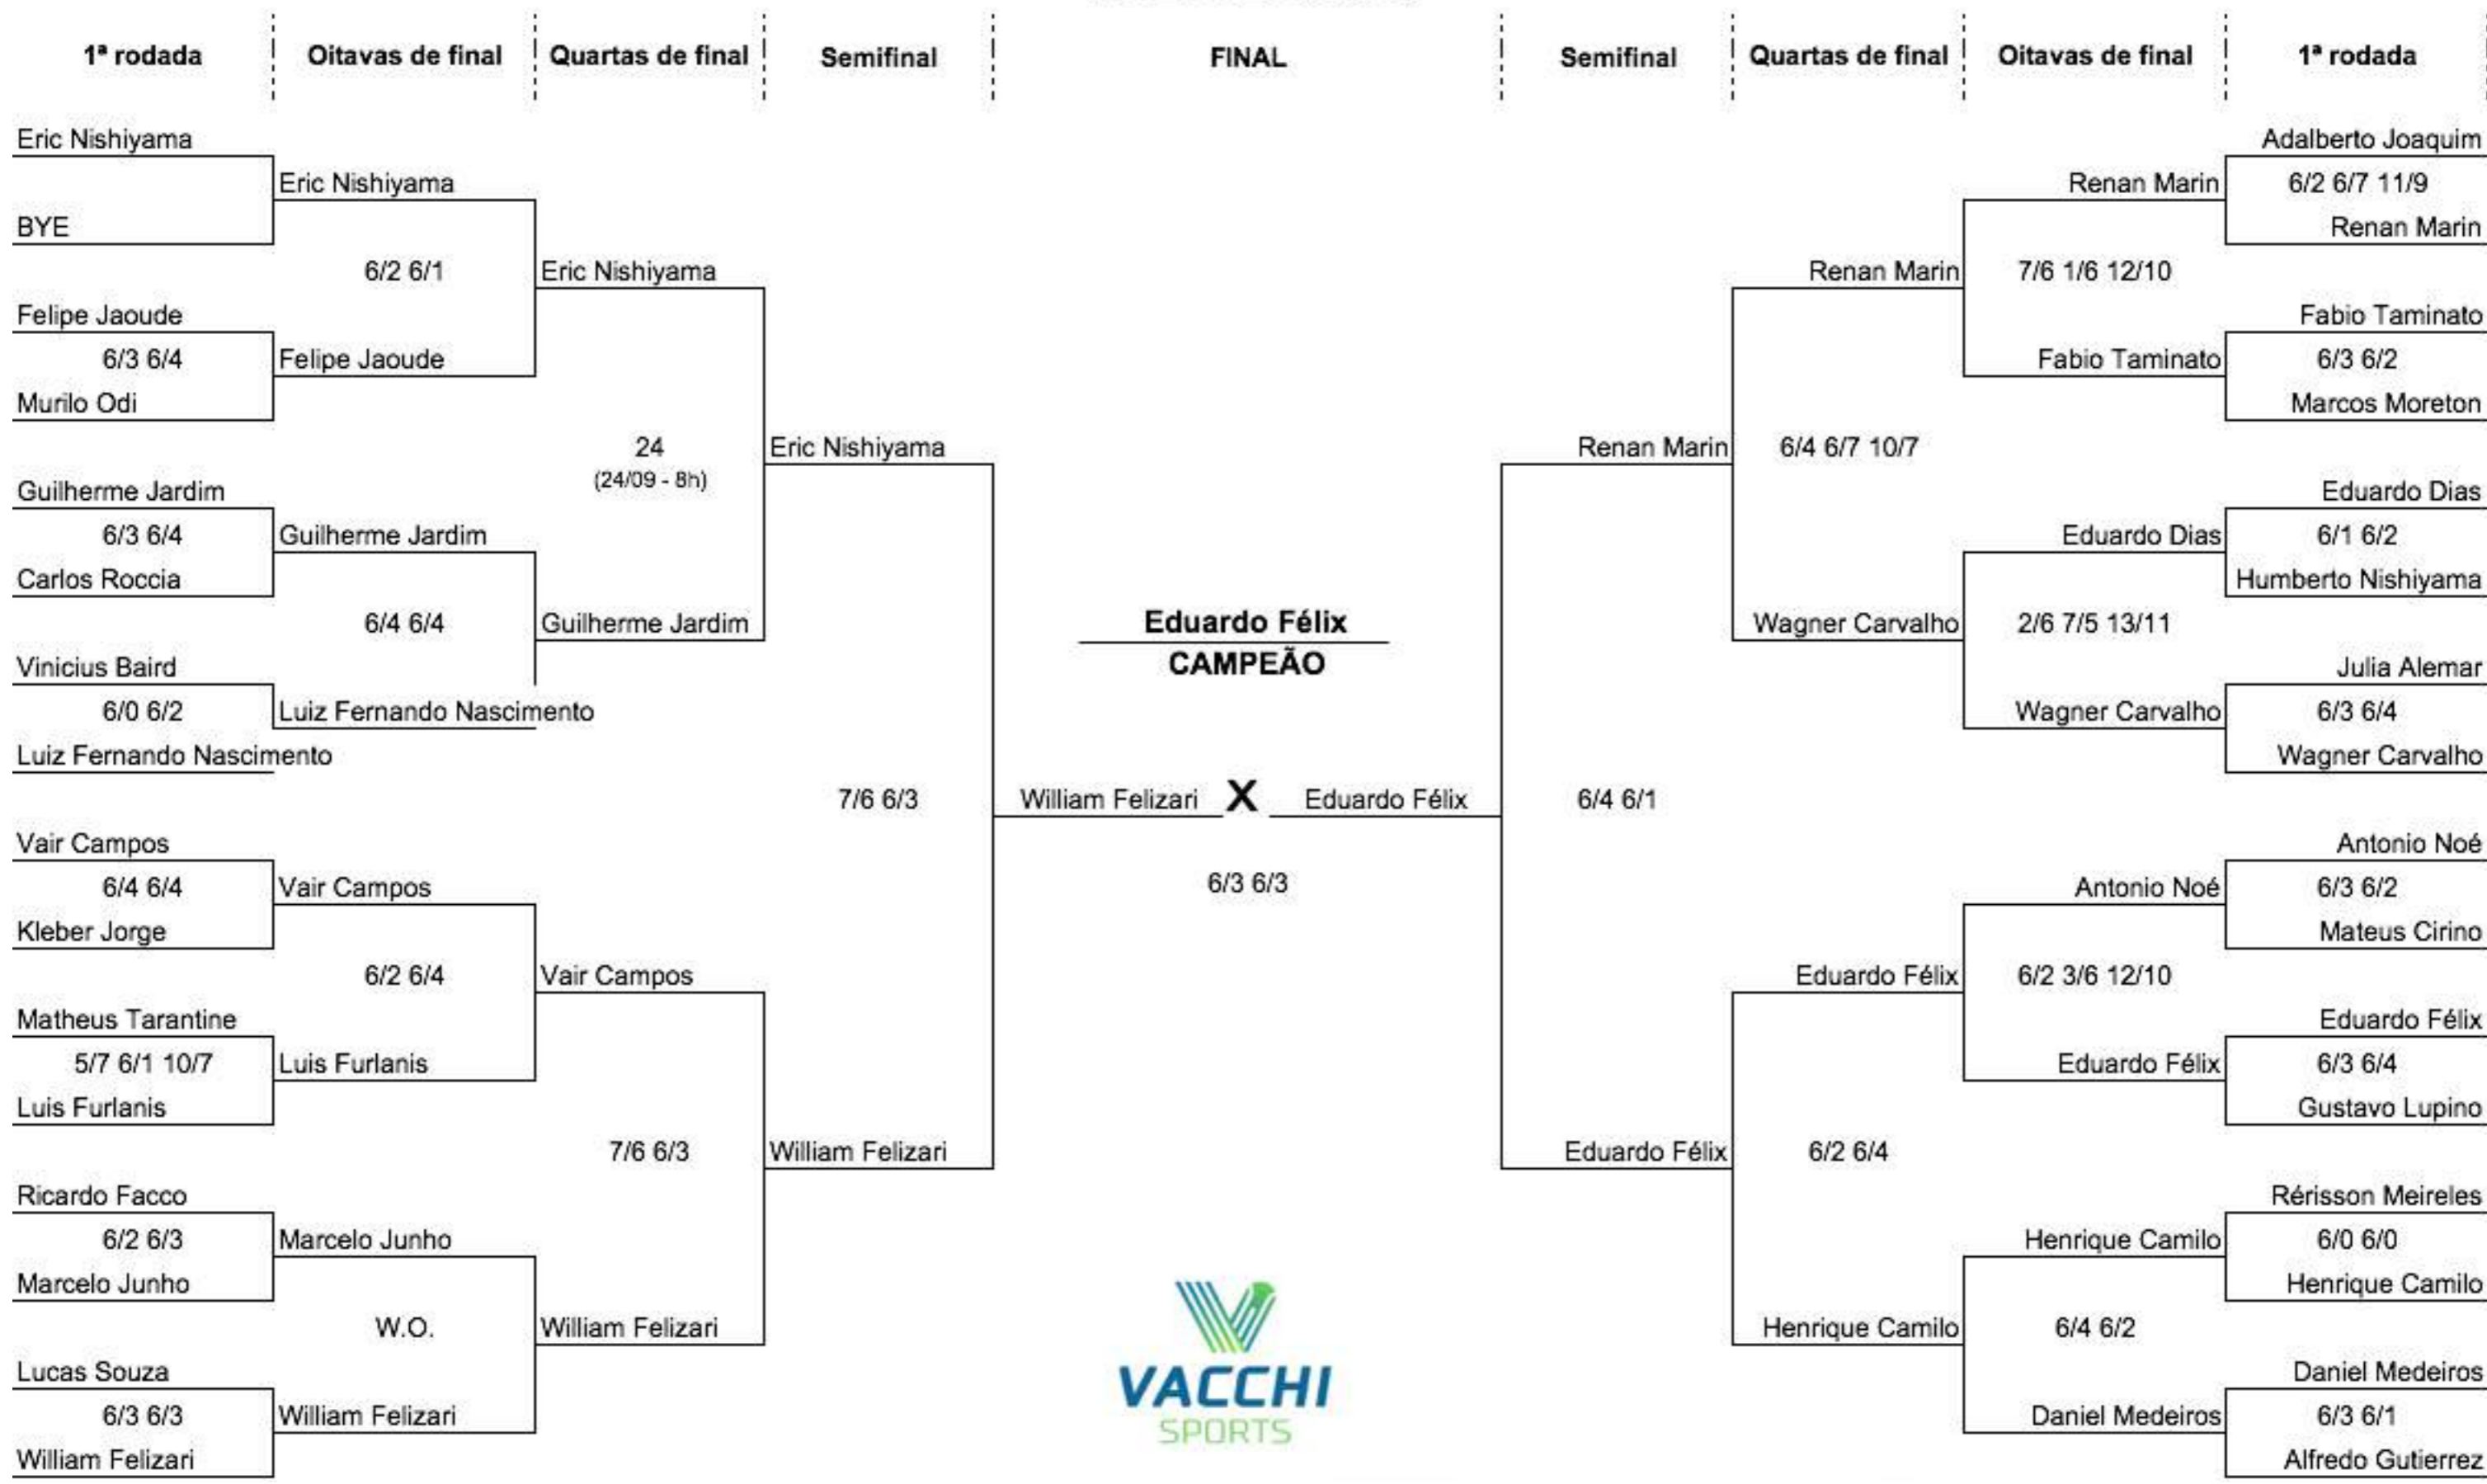 1ª rodada Oitavas de final Quartas de final Semifinal FINAL Semifinal Quartas de final Oitavas de final 1ª rodada
Eric Nishiyama Adalberto Joaquim
Eric Nishiyama Renan Marin 6/2 6/7 11/9
BYE Renan Marin
6/2 6/1 Eric Nishiyama Renan Marin 7/6 1/6 12/10
Felipe Jaoude Fabio Taminato
6/3 6/4 Felipe Jaoude Fabio Taminato 6/3 6/2
Murilo Odi Marcos Moreton
24 Eric Nishiyama Renan Marin 6/4 6/7 10/7
(24/09 - 8h)
Guilherme Jardim Eduardo Dias
6/3 6/4 Guilherme Jardim Eduardo Dias 6/1 6/2
Carlos Roccia Humberto Nishiyama
6/4 6/4 Guilherme Jardim Eduardo Félix Wagner Carvalho 2/6 7/5 13/11
CAMPEÃO
Vinicius Baird Julia Alemar
6/0 6/2 Luiz Fernando Nascimento Wagner Carvalho 6/3 6/4
Luiz Fernando Nascimento Wagner Carvalho
7/6 6/3 William Felizari X Eduardo Félix 6/4 6/1
Vair Campos Antonio Noé
6/4 6/4 Vair Campos 6/3 6/3 Antonio Noé 6/3 6/2
Kleber Jorge Mateus Cirino
6/2 6/4 Vair Campos Eduardo Félix 6/2 3/6 12/10
Matheus Tarantine Eduardo Félix
5/7 6/1 10/7 Luis Furlanis Eduardo Félix 6/3 6/4
Luis Furlanis Gustavo Lupino
7/6 6/3 William Felizari Eduardo Félix 6/2 6/4
Ricardo Facco Rérisson Meireles
6/2 6/3 Marcelo Junho Henrique Camilo 6/0 6/0
Marcelo Junho Henrique Camilo
W.O. William Felizari Henrique Camilo 6/4 6/2
Lucas Souza VACCHI Daniel Medeiros
6/3 6/3 William Felizari SPORTS Daniel Medeiros 6/3 6/1
William Felizari Alfredo Gutierrez